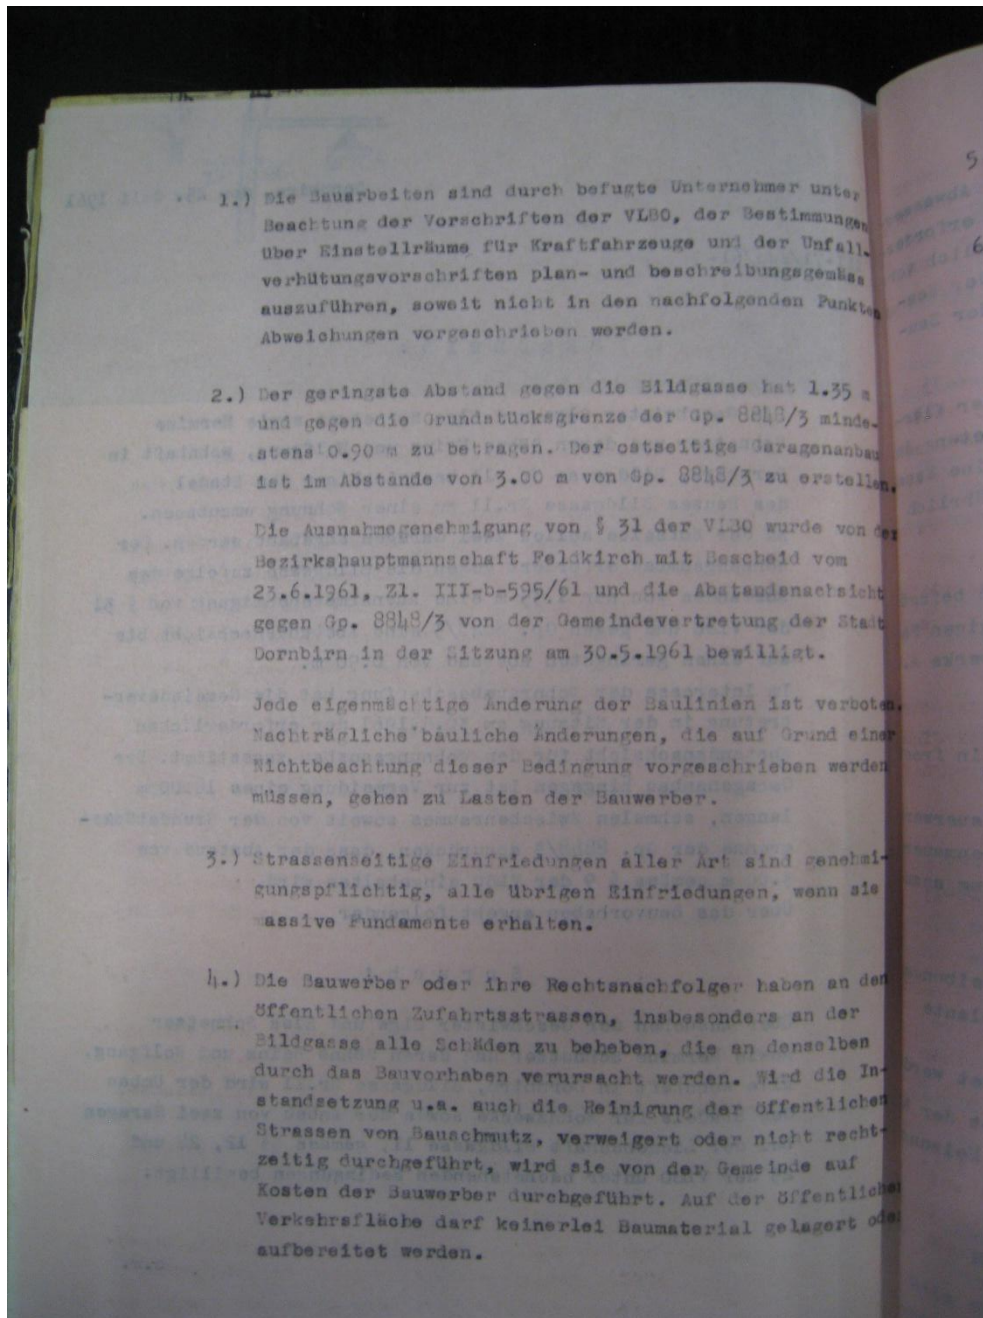 1.) Die Bauarbeiten sind durch befugte Unternehmer unter
Beachtung der Vorschriften der VLBO, der Bestimmungen
über Einstellräume für Kraftfahrzeuge und der Unfall-
verhütungsvorschriften plan- und beschreibungsgemäss
auszuführen, soweit nicht in den nachfolgenden Punkten
Abweichungen vorgeschrieben werden.
2.) Der geringste Abstand gegen die Bildgasse hat 1.35 m
und gegen die Grundstücksgrenze der Gp. 8848/3 minde-
stens 0.90 m zu betragen. Der ostseitige Garagenanbau
ist im Abstande von 3.00 m von Gp. 8848/3 zu erstellen.
Die Ausnahmegenehmigung von § 31 der VLBO wurde von der
Bezirkshauptmannschaft Feldkirch mit Bescheid vom
23.6.1961, Zl. III-b-595/61 und die Abstandsnachsicht
gegen Gp. 8848/3 von der Gemeindevertretung der Stadt
Dornbirn in der Sitzung am 30.5.1961 bewilligt.
Jede eigenmächtige Änderung der Baulinien ist verboten.
Nachträgliche bauliche Änderungen, die auf Grund einer
Nichtbeachtung dieser Bedingung vorgeschrieben werden
müssen, gehen zu Lasten der Bauwerber.
3.) Strassenseitige Einfriedungen aller Art sind genehmi-
gungspflichtig, alle übrigen Einfriedungen, wenn sie
assive Fundamente erhalten.
4.) Die Bauwerber oder ihre Rechtsnachfolger haben an den
öffentlichen Zufahrtsstrassen, insbesonders an der
Bildgasse alle Schäden zu beheben, die an denselben
durch das Bauvorhaben verursacht werden. Wird die In-
standsetzung u.a. auch die Reinigung der öffentlichen
Strassen von Bauschmutz, verweigert oder nicht recht-
zeitig durchgeführt, wird sie von der Gemeinde auf
Kosten der Bauwerber durchgeführt. Auf der öffentlichen
Verkehrsfläche darf keinerlei Baumaterial gelagert oder
aufbereitet werden.